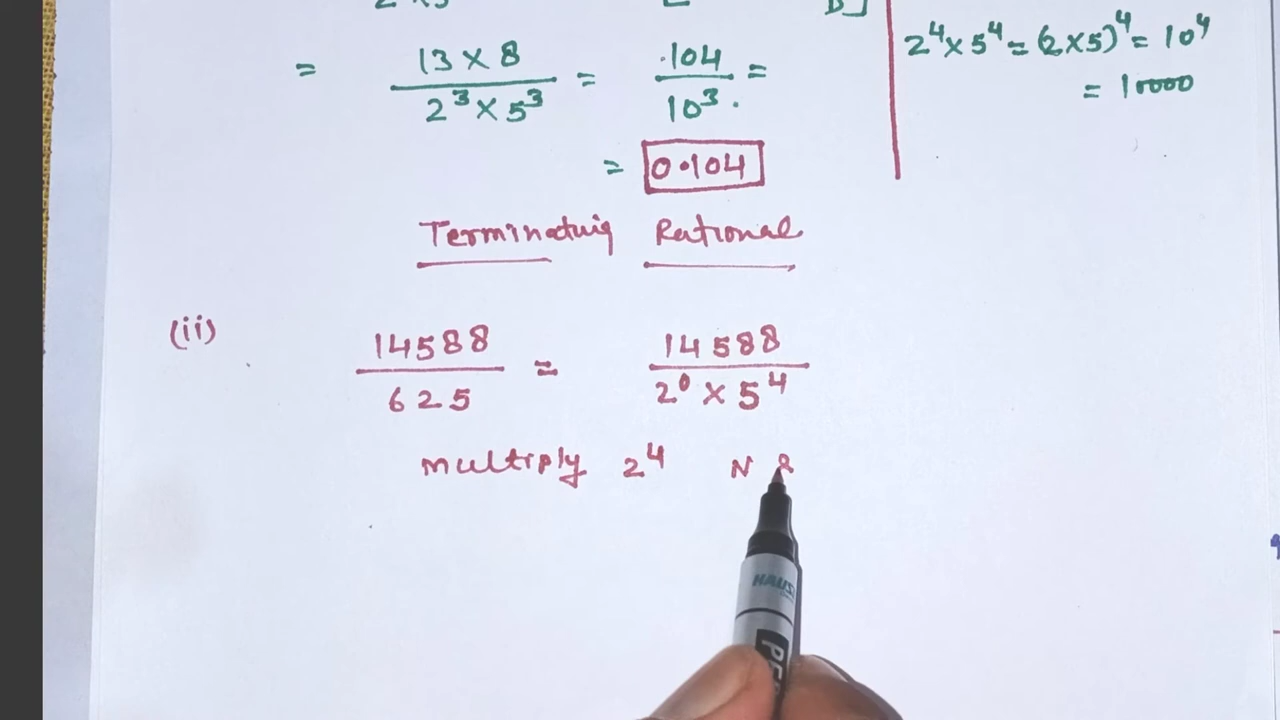 = 13 × 8 / 2³ × 5³ = .104 / 10³ . =
= 0.104
Terminating Rational
(ii) 14588 / 625 = 14588 / 2⁰ × 5⁴
multiply 2⁴ N &
2⁴ × 5⁴ = (2 × 5)⁴ = 10⁴
= 10000
HAUS